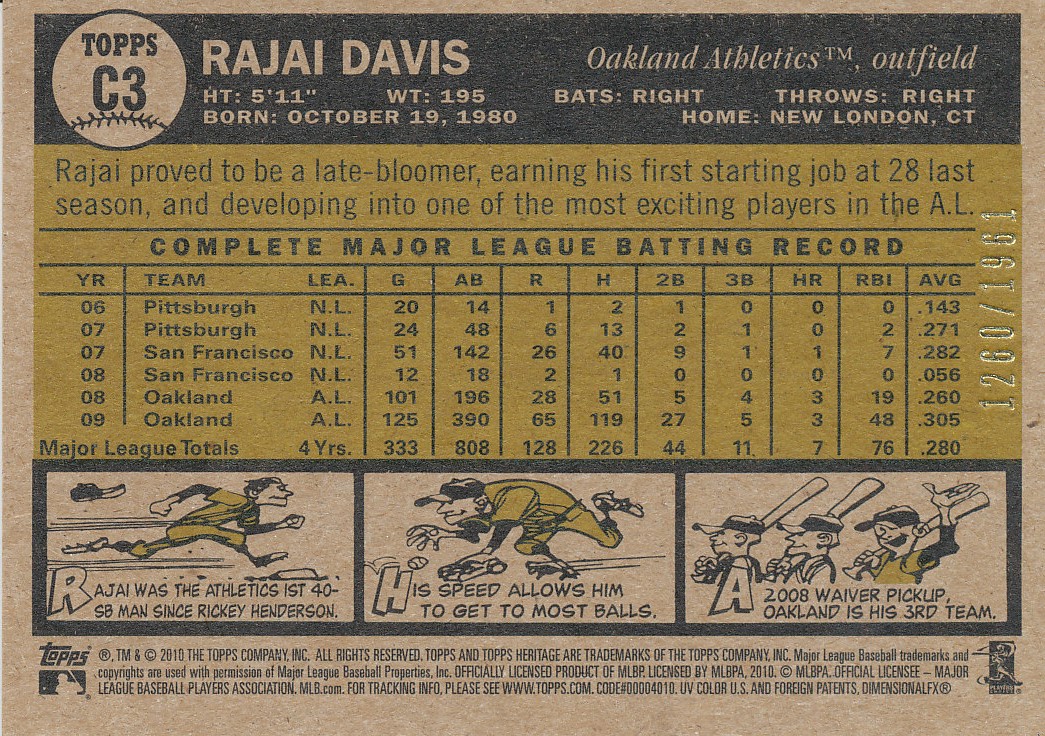 TOPPS
C3
RAJAI DAVIS
Oakland Athletics™, outfield
HT: 5'11" WT: 195 BATS: RIGHT THROWS: RIGHT
BORN: OCTOBER 19, 1980 HOME: NEW LONDON, CT
Rajai proved to be a late-bloomer, earning his first starting job at 28 last
season, and developing into one of the most exciting players in the A.L.
COMPLETE MAJOR LEAGUE BATTING RECORD
YR TEAM LEA. G AB R H 2B 3B HR RBI AVG
06 Pittsburgh N.L. 20 14 1 2 1 0 0 0 .143
07 Pittsburgh N.L. 24 48 6 13 2 1 0 2 .271
07 San Francisco N.L. 51 142 26 40 9 1 1 7 .282
08 San Francisco N.L. 12 18 2 1 0 0 0 0 .056
08 Oakland A.L. 101 196 28 51 5 4 3 19 .260
09 Oakland A.L. 125 390 65 119 27 5 3 48 .305
Major League Totals 4 Yrs. 333 808 128 226 44 11 7 76 .280
1260/1961
RAJAI WAS THE ATHLETICS 1ST 40-
SB MAN SINCE RICKEY HENDERSON.
HIS SPEED ALLOWS HIM
TO GET TO MOST BALLS.
A 2008 WAIVER PICKUP,
OAKLAND IS HIS 3RD TEAM.
topps ®, TM & © 2010 THE TOPPS COMPANY, INC. ALL RIGHTS RESERVED. TOPPS AND TOPPS HERITAGE ARE TRADEMARKS OF THE TOPPS COMPANY, INC. Major League Baseball trademarks and
copyrights are used with permission of Major League Baseball Properties, Inc. OFFICIALLY LICENSED PRODUCT OF MLBP. LICENSED BY MLBPA, 2010. © MLBPA. OFFICIAL LICENSEE – MAJOR
LEAGUE BASEBALL PLAYERS ASSOCIATION. MLB.com. FOR TRACKING INFO, PLEASE SEE WWW.TOPPS.COM. CODE#00004010. UV COLOR U.S. AND FOREIGN PATENTS, DIMENSIONALFX®